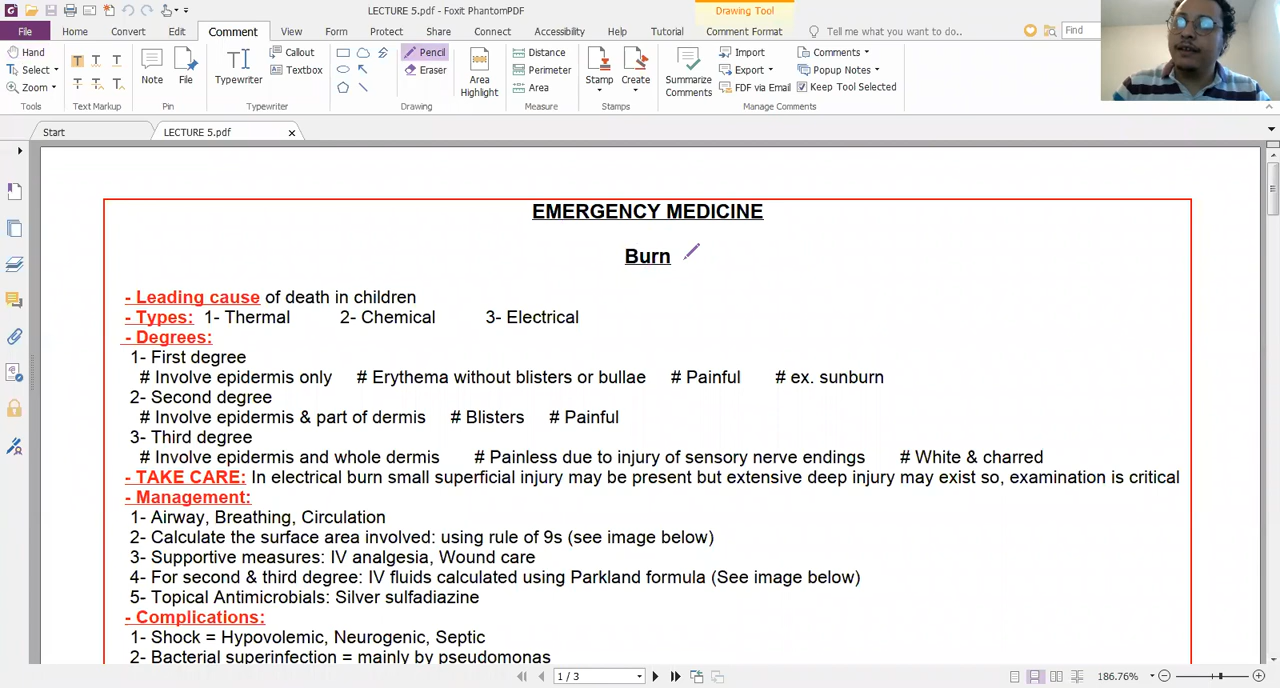 LECTURE 5.pdf - Foxit PhantomPDF
Drawing Tool
File Home Convert Edit Comment View Form Protect Share Connect Accessibility Help Tutorial Comment Format Tell me what you want to do.. Find
Hand
Select
Zoom
Tools
Text Markup
Note
File
Pin
Typewriter
Callout
Textbox
Typewriter
Pencil
Eraser
Area Highlight
Drawing
Distance
Perimeter
Area
Measure
Stamp
Create
Stamps
Summarize Comments
Import
Export
FDF via Email
Comments
Popup Notes
Keep Tool Selected
Manage Comments
Start
LECTURE 5.pdf
EMERGENCY MEDICINE
Burn
- Leading cause of death in children
- Types: 1- Thermal 2- Chemical 3- Electrical
- Degrees:
1- First degree
# Involve epidermis only # Erythema without blisters or bullae # Painful # ex. sunburn
2- Second degree
# Involve epidermis & part of dermis # Blisters # Painful
3- Third degree
# Involve epidermis and whole dermis # Painless due to injury of sensory nerve endings # White & charred
- TAKE CARE: In electrical burn small superficial injury may be present but extensive deep injury may exist so, examination is critical
- Management:
1- Airway, Breathing, Circulation
2- Calculate the surface area involved: using rule of 9s (see image below)
3- Supportive measures: IV analgesia, Wound care
4- For second & third degree: IV fluids calculated using Parkland formula (See image below)
5- Topical Antimicrobials: Silver sulfadiazine
- Complications:
1- Shock = Hypovolemic, Neurogenic, Septic
2- Bacterial superinfection = mainly by pseudomonas
1 / 3
186.76%